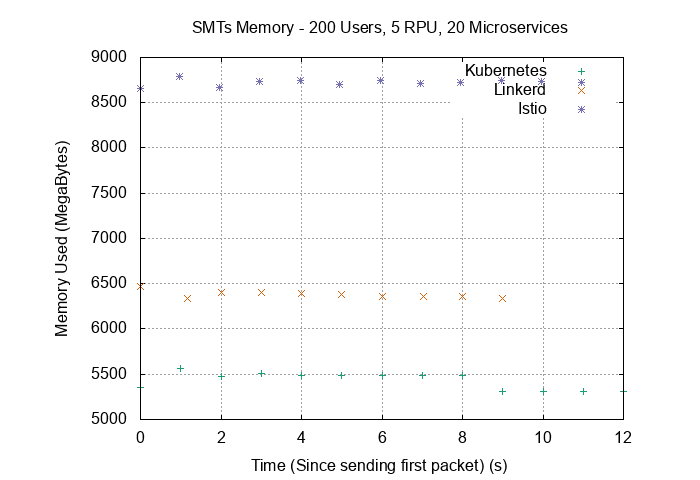 SMTs Memory - 200 Users, 5 RPU, 20 Microservices
9000
8500
8000
7500
7000
6500
6000
5500
5000
Memory Used (MegaBytes)
Kubernetes
Linkerd
Istio
0 2 4 6 8 10 12
Time (Since sending first packet) (s)